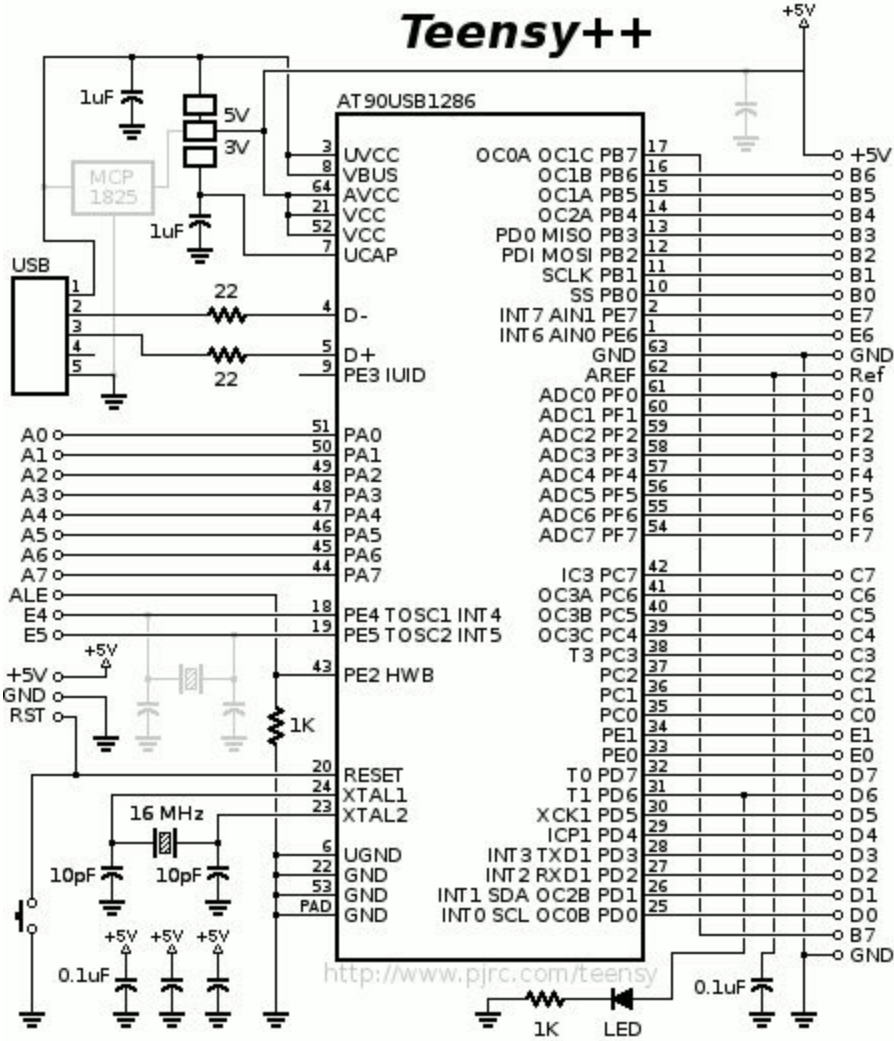 Teensy++
+5V
1uF
5V
3V
MCP
1825
1uF
USB
1
2
3
4
5
22
22
AT90USB1286
3 UVCC
8 VBUS
64 AVCC
21 VCC
52 VCC
7 UCAP
4 D-
5 D+
9 PE3 IUID
A0 51 PA0
A1 50 PA1
A2 49 PA2
A3 48 PA3
A4 47 PA4
A5 46 PA5
A6 45 PA6
A7 44 PA7
ALE
E4 18 PE4 TOSC1 INT4
E5 19 PE5 TOSC2 INT5
+5V
+5V
GND
RST
43 PE2 HWB
1K
20 RESET
24 XTAL1
23 XTAL2
16 MHz
10pF
10pF
6 UGND
22 GND
53 GND
PAD GND
+5V +5V +5V
0.1uF
OC0A OC1C PB7 17
+5V
OC1B PB6 16 B6
OC1A PB5 15 B5
OC2A PB4 14 B4
PD0 MISO PB3 13 B3
PDI MOSI PB2 12 B2
SCLK PB1 11 B1
SS PB0 10 B0
INT7 AIN1 PE7 2 E7
INT6 AIN0 PE6 1 E6
GND 63 GND
AREF 62 Ref
ADC0 PF0 61 F0
ADC1 PF1 60 F1
ADC2 PF2 59 F2
ADC3 PF3 58 F3
ADC4 PF4 57 F4
ADC5 PF5 56 F5
ADC6 PF6 55 F6
ADC7 PF7 54 F7
IC3 PC7 42 C7
OC3A PC6 41 C6
OC3B PC5 40 C5
OC3C PC4 39 C4
T3 PC3 38 C3
PC2 37 C2
PC1 36 C1
PC0 35 C0
PE1 34 E1
PE0 33 E0
T0 PD7 32 D7
T1 PD6 31 D6
XCK1 PD5 30 D5
ICP1 PD4 29 D4
INT3 TXD1 PD3 28 D3
INT2 RXD1 PD2 27 D2
INT1 SDA OC2B PD1 26 D1
INT0 SCL OC0B PD0 25 D0
B7
GND
http://www.pjrc.com/teensy
0.1uF
1K
LED